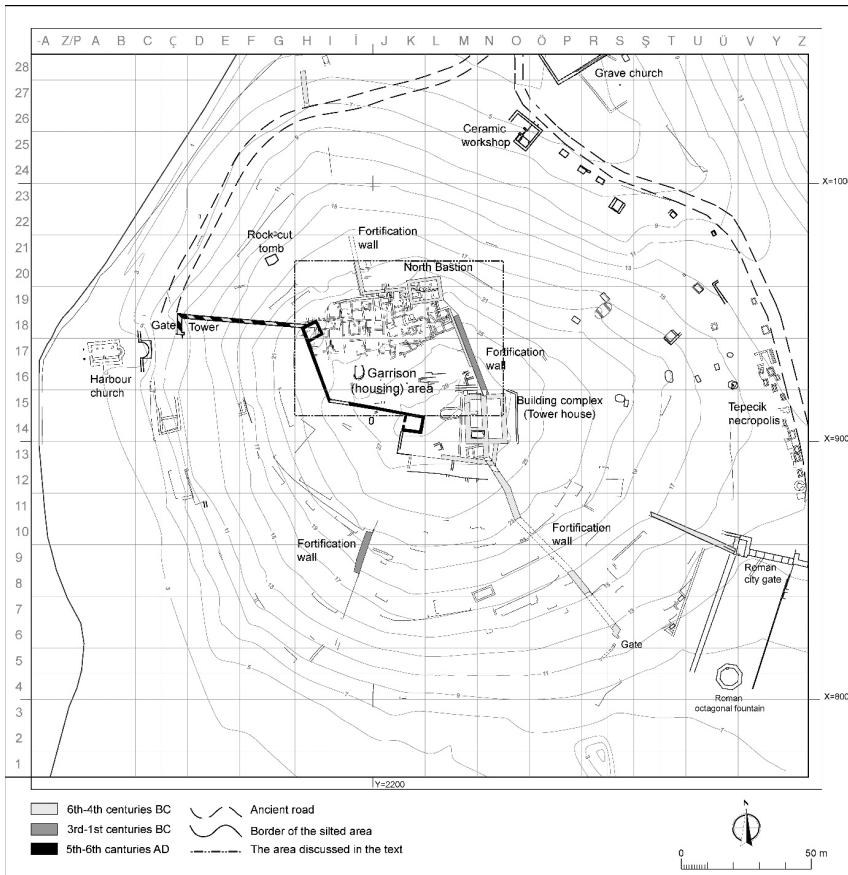 -A Z/P A B C Ç D E F G H I İ J K L M N O Ö P R S Ş T U Ü V Y Z
28
27
26
25
24
23
22
21
20
19
18
17
16
15
14
13
12
11
10
9
8
7
6
5
4
3
2
1
Grave church
Ceramic
workshop
X=1000
Rock-cut
tomb
Fortification
wall
North Bastion
Gate
Tower
Harbour
church
Garrison
(housing) area
Fortification
wall
Building complex
(Tower house)
Tepecik
necropolis
0
X=900
Fortification
wall
Fortification
wall
Roman
city gate
Gate
Roman
octagonal fountain
X=800
Y=2200
6th-4th centuries BC
3rd-1st centuries BC
5th-6th canturies AD
Ancient road
Border of the silted area
The area discussed in the text
N
0
50 m